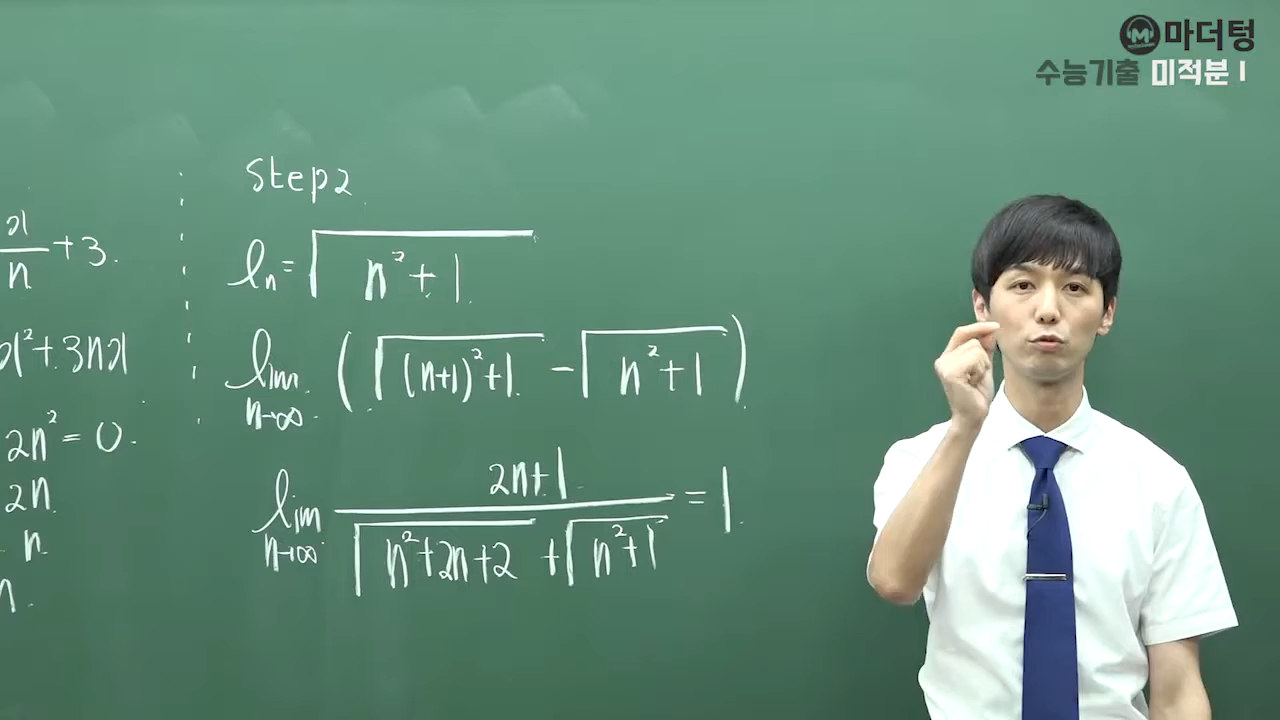 마더텅
수능기출 미적분 I
x/n + 3.
x² + 3nx
2n² = 0.
2n
n
n.
Step2
lₙ = √(n² + 1)
lim n→∞ (√((n+1)² + 1) − √(n² + 1))
lim n→∞ (2n+1)/(√(n² + 2n + 2) + √(n² + 1)) = 1.